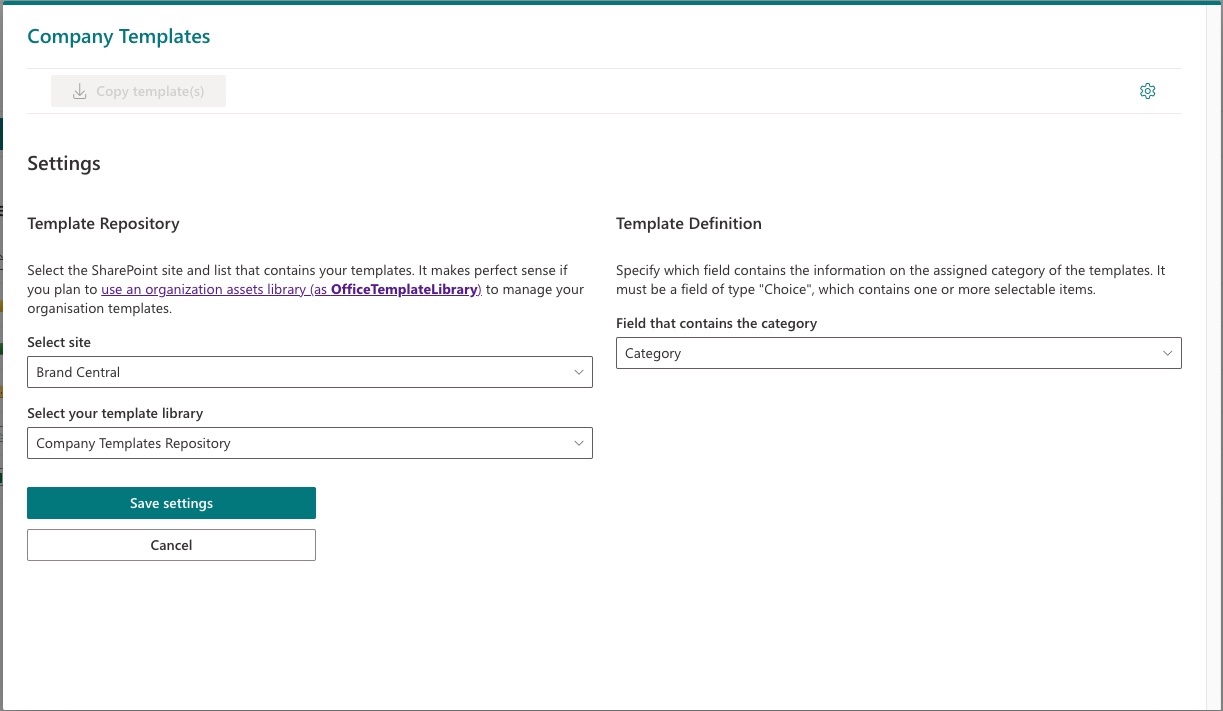 Company Templates
Copy template(s)
Settings
Template Repository
Select the SharePoint site and list that contains your templates. It makes perfect sense if
you plan to use an organization assets library (as OfficeTemplateLibrary) to manage your
organisation templates.
Select site
Brand Central
Select your template library
Company Templates Repository
Save settings
Cancel
Template Definition
Specify which field contains the information on the assigned category of the templates. It
must be a field of type "Choice", which contains one or more selectable items.
Field that contains the category
Category